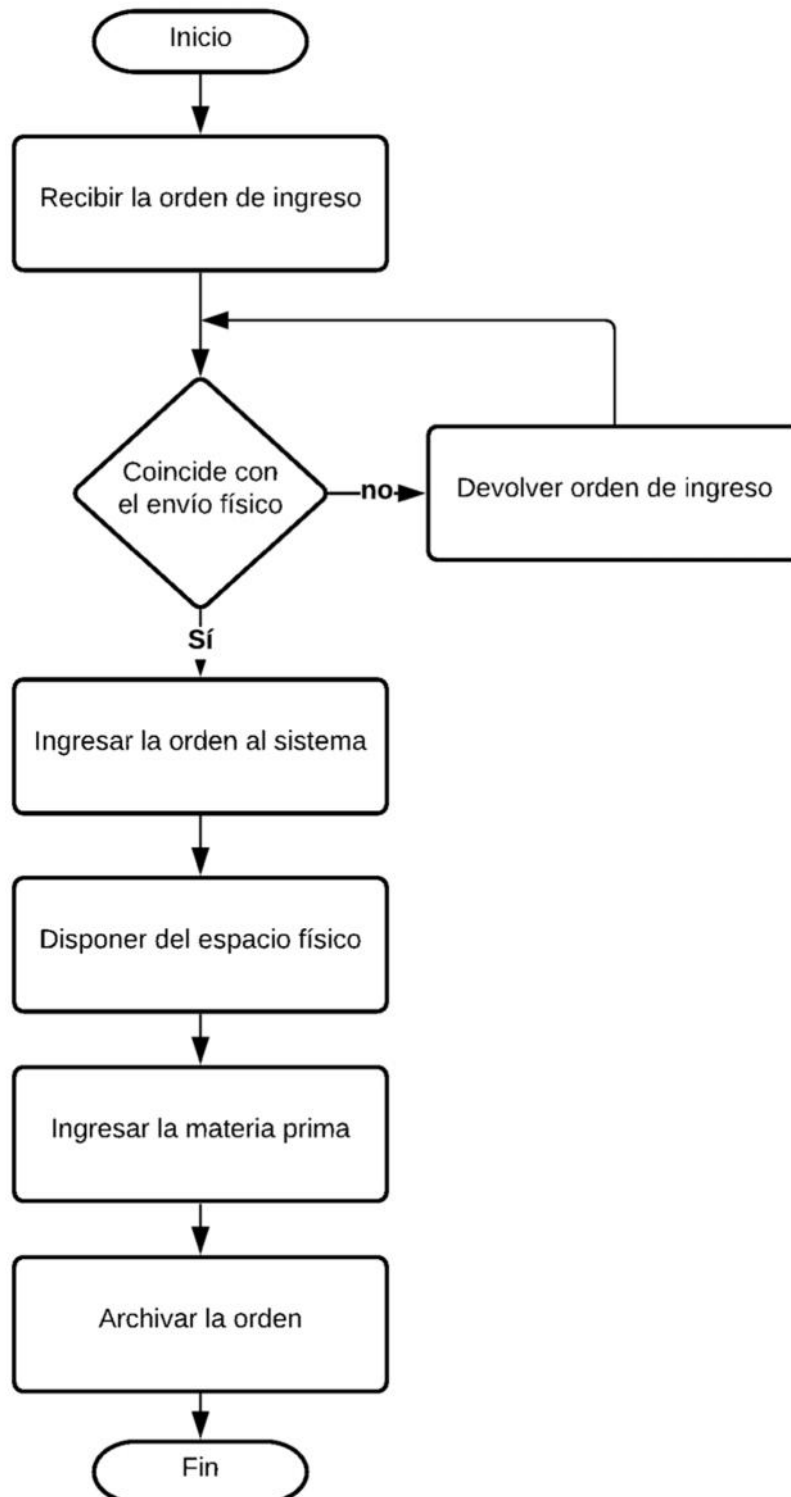 Inicio
Recibir la orden de ingreso
Coincide con
el envío físico
no
Devolver orden de ingreso
Sí
Ingresar la orden al sistema
Disponer del espacio físico
Ingresar la materia prima
Archivar la orden
Fin